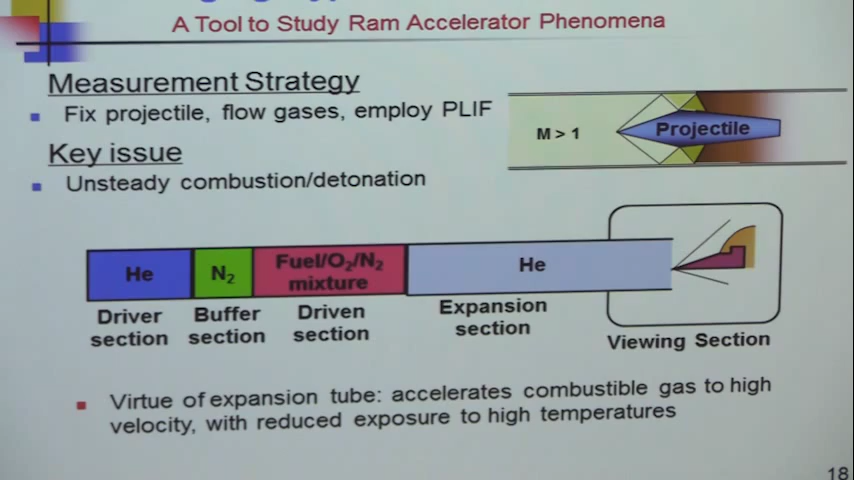 A Tool to Study Ram Accelerator Phenomena
Measurement Strategy
Fix projectile, flow gases, employ PLIF
Key issue
Unsteady combustion/detonation
M > 1
Projectile
He
N₂
Fuel/O₂/N₂
mixture
He
Driver
section
Buffer
section
Driven
section
Expansion
section
Viewing Section
Virtue of expansion tube: accelerates combustible gas to high
velocity, with reduced exposure to high temperatures
18